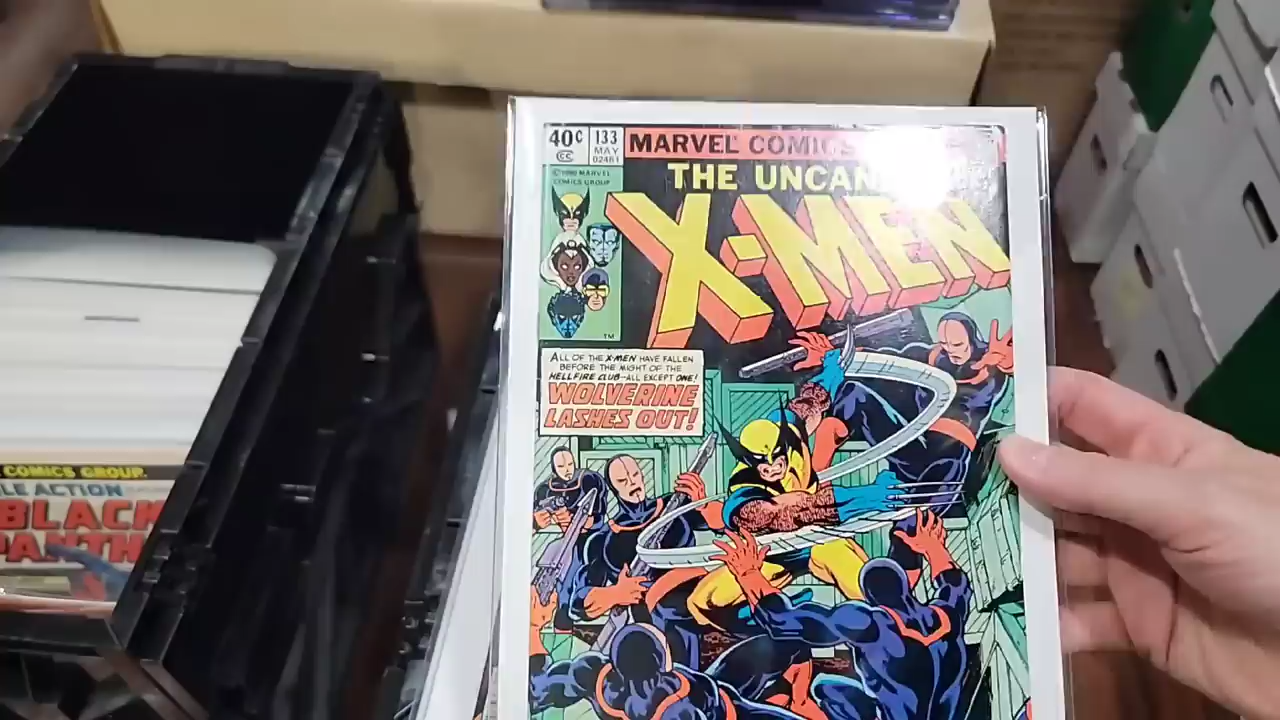 40¢
CC
133
MAY
02461
MARVEL COMICS
©1980 MARVEL
COMICS GROUP
THE UNCAN
X-MEN
TM
ALL OF THE X-MEN HAVE FALLEN
BEFORE THE MIGHT OF THE
HELLFIRE CLUB—ALL EXCEPT ONE!
WOLVERINE
LASHES OUT!
COMICS GROUP
LE ACTION
BLACK
PANTH